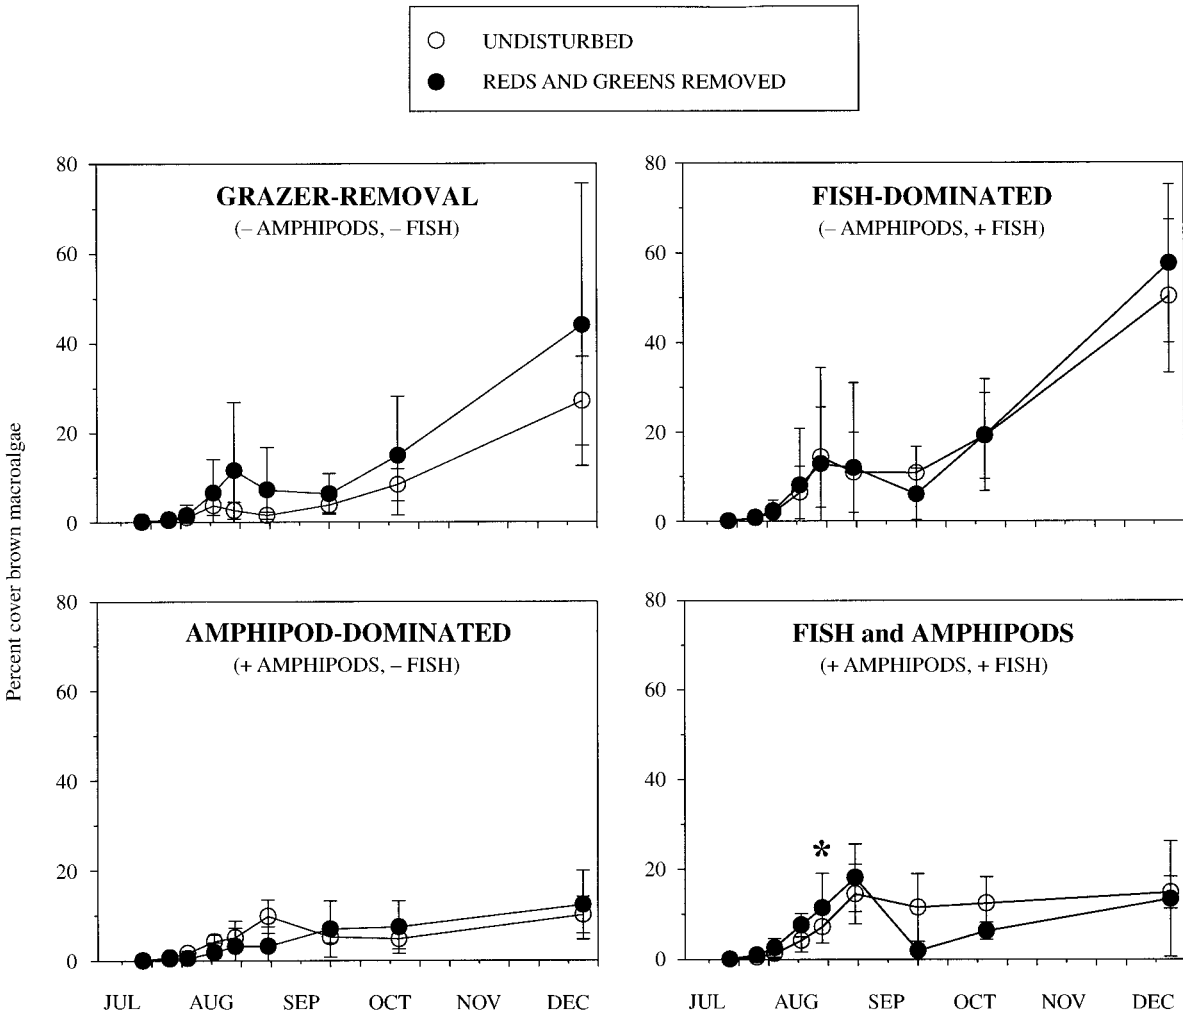 UNDISTURBED
REDS AND GREENS REMOVED
Percent cover brown macroalgae
80
60
40
20
0
GRAZER-REMOVAL
(– AMPHIPODS, – FISH)
80
60
40
20
0
FISH-DOMINATED
(– AMPHIPODS, + FISH)
80
60
40
20
0
AMPHIPOD-DOMINATED
(+ AMPHIPODS, – FISH)
JUL AUG SEP OCT NOV DEC
80
60
40
20
0
FISH and AMPHIPODS
(+ AMPHIPODS, + FISH)
*
JUL AUG SEP OCT NOV DEC